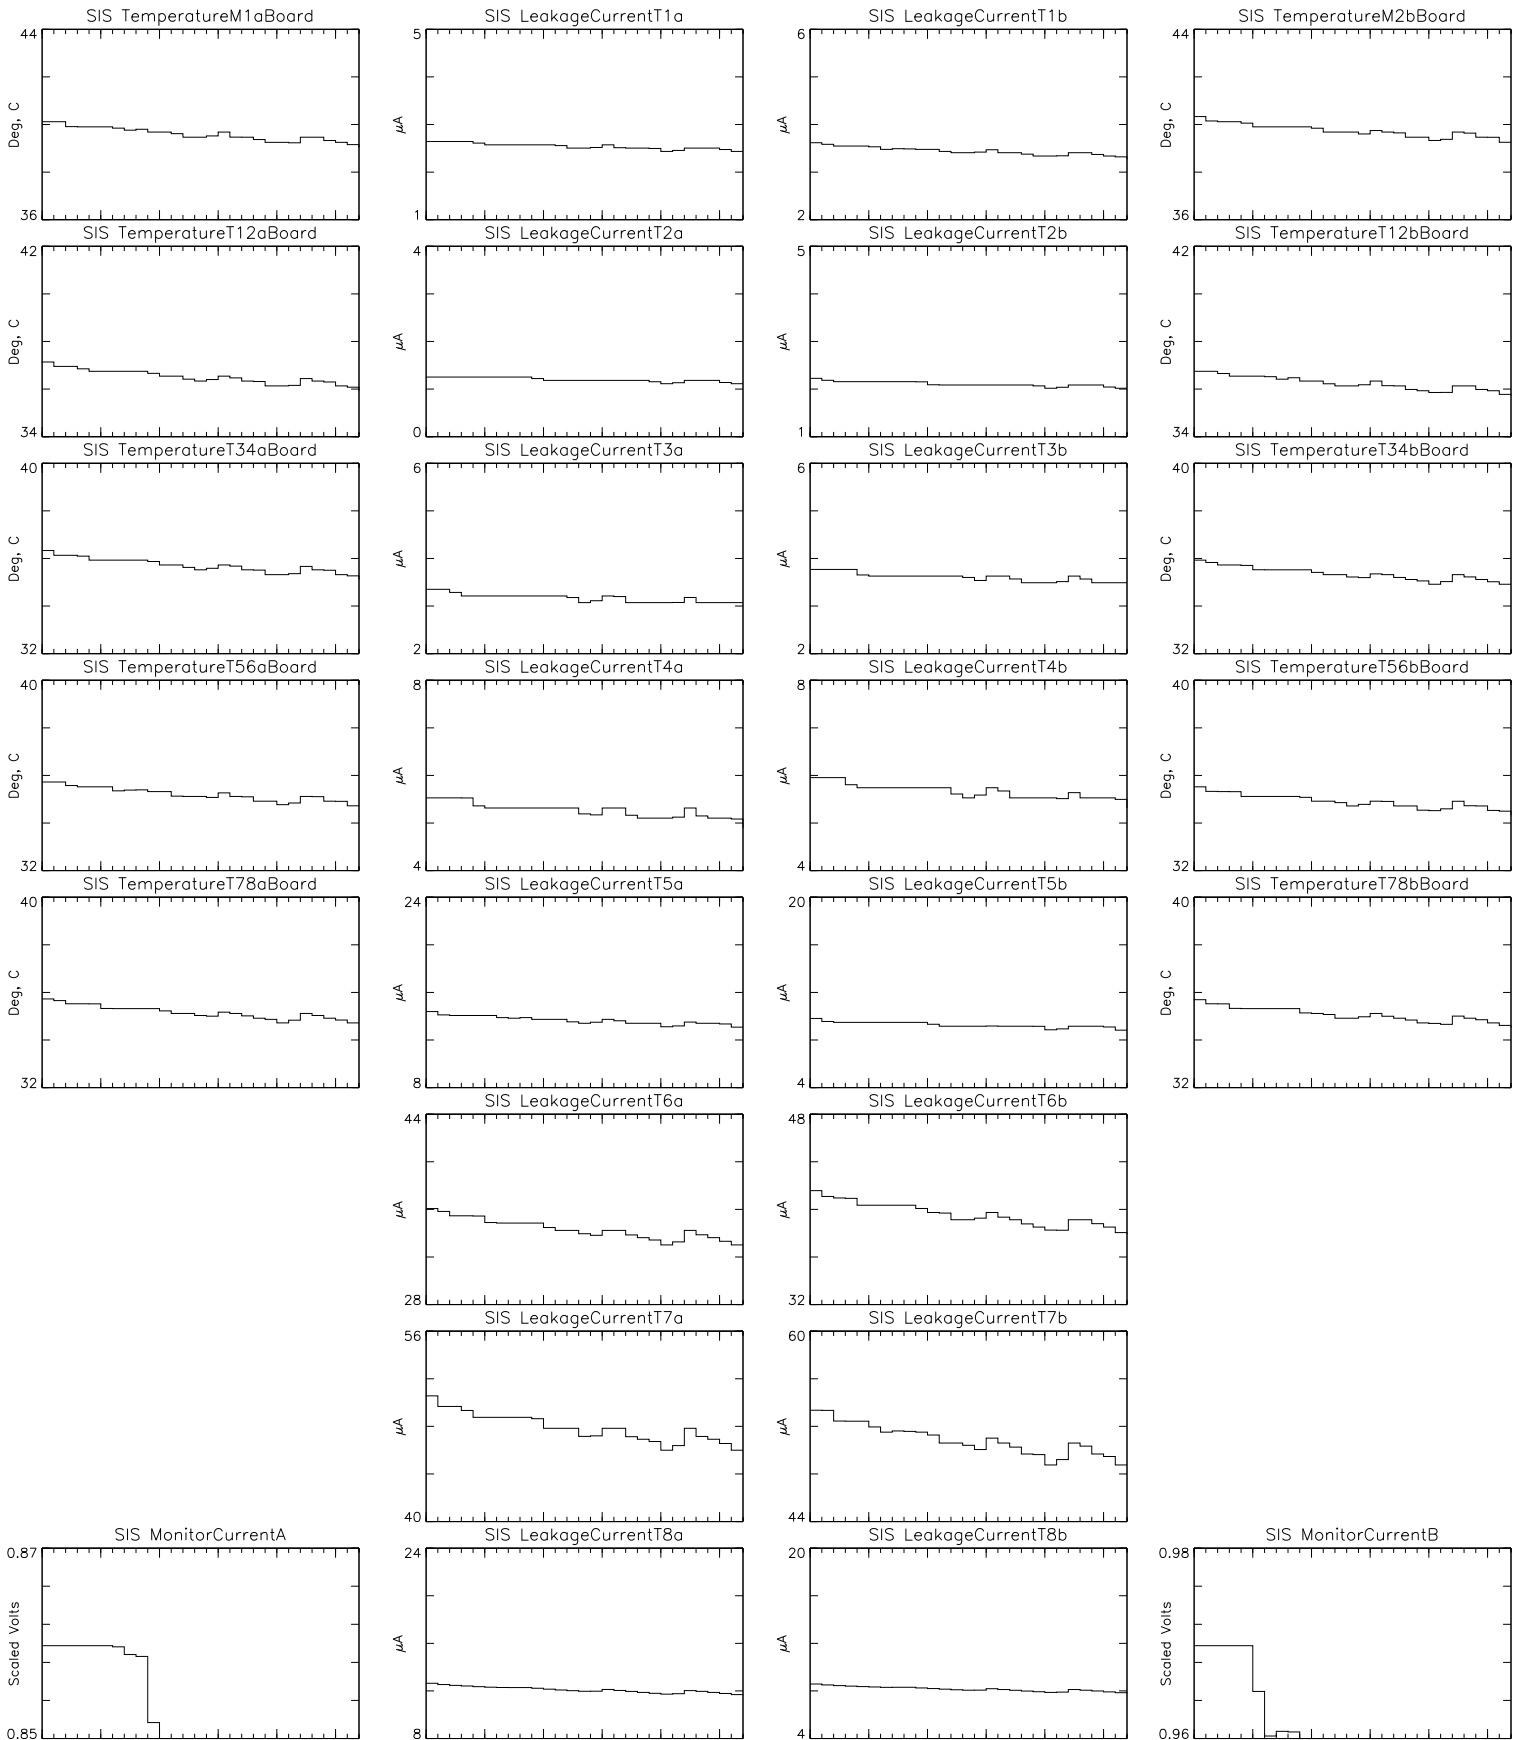 SIS TemperatureM1aBoard
SIS LeakageCurrentT1a
SIS LeakageCurrentT1b
SIS TemperatureM2bBoard
44
Deg, C
36
5
μA
1
6
μA
2
44
Deg, C
36
SIS TemperatureT12aBoard
SIS LeakageCurrentT2a
SIS LeakageCurrentT2b
SIS TemperatureT12bBoard
42
Deg, C
34
4
μA
0
5
μA
1
42
Deg, C
34
SIS TemperatureT34aBoard
SIS LeakageCurrentT3a
SIS LeakageCurrentT3b
SIS TemperatureT34bBoard
40
Deg, C
32
6
μA
2
6
μA
2
40
Deg, C
32
SIS TemperatureT56aBoard
SIS LeakageCurrentT4a
SIS LeakageCurrentT4b
SIS TemperatureT56bBoard
40
Deg, C
32
8
μA
4
8
μA
4
40
Deg, C
32
SIS TemperatureT78aBoard
SIS LeakageCurrentT5a
SIS LeakageCurrentT5b
SIS TemperatureT78bBoard
40
Deg, C
32
24
μA
8
20
μA
4
40
Deg, C
32
SIS LeakageCurrentT6a
SIS LeakageCurrentT6b
44
μA
28
48
μA
32
SIS LeakageCurrentT7a
SIS LeakageCurrentT7b
56
μA
40
60
μA
44
SIS MonitorCurrentA
SIS LeakageCurrentT8a
SIS LeakageCurrentT8b
SIS MonitorCurrentB
0.87
Scaled Volts
0.85
24
μA
8
20
μA
4
0.98
Scaled Volts
0.96